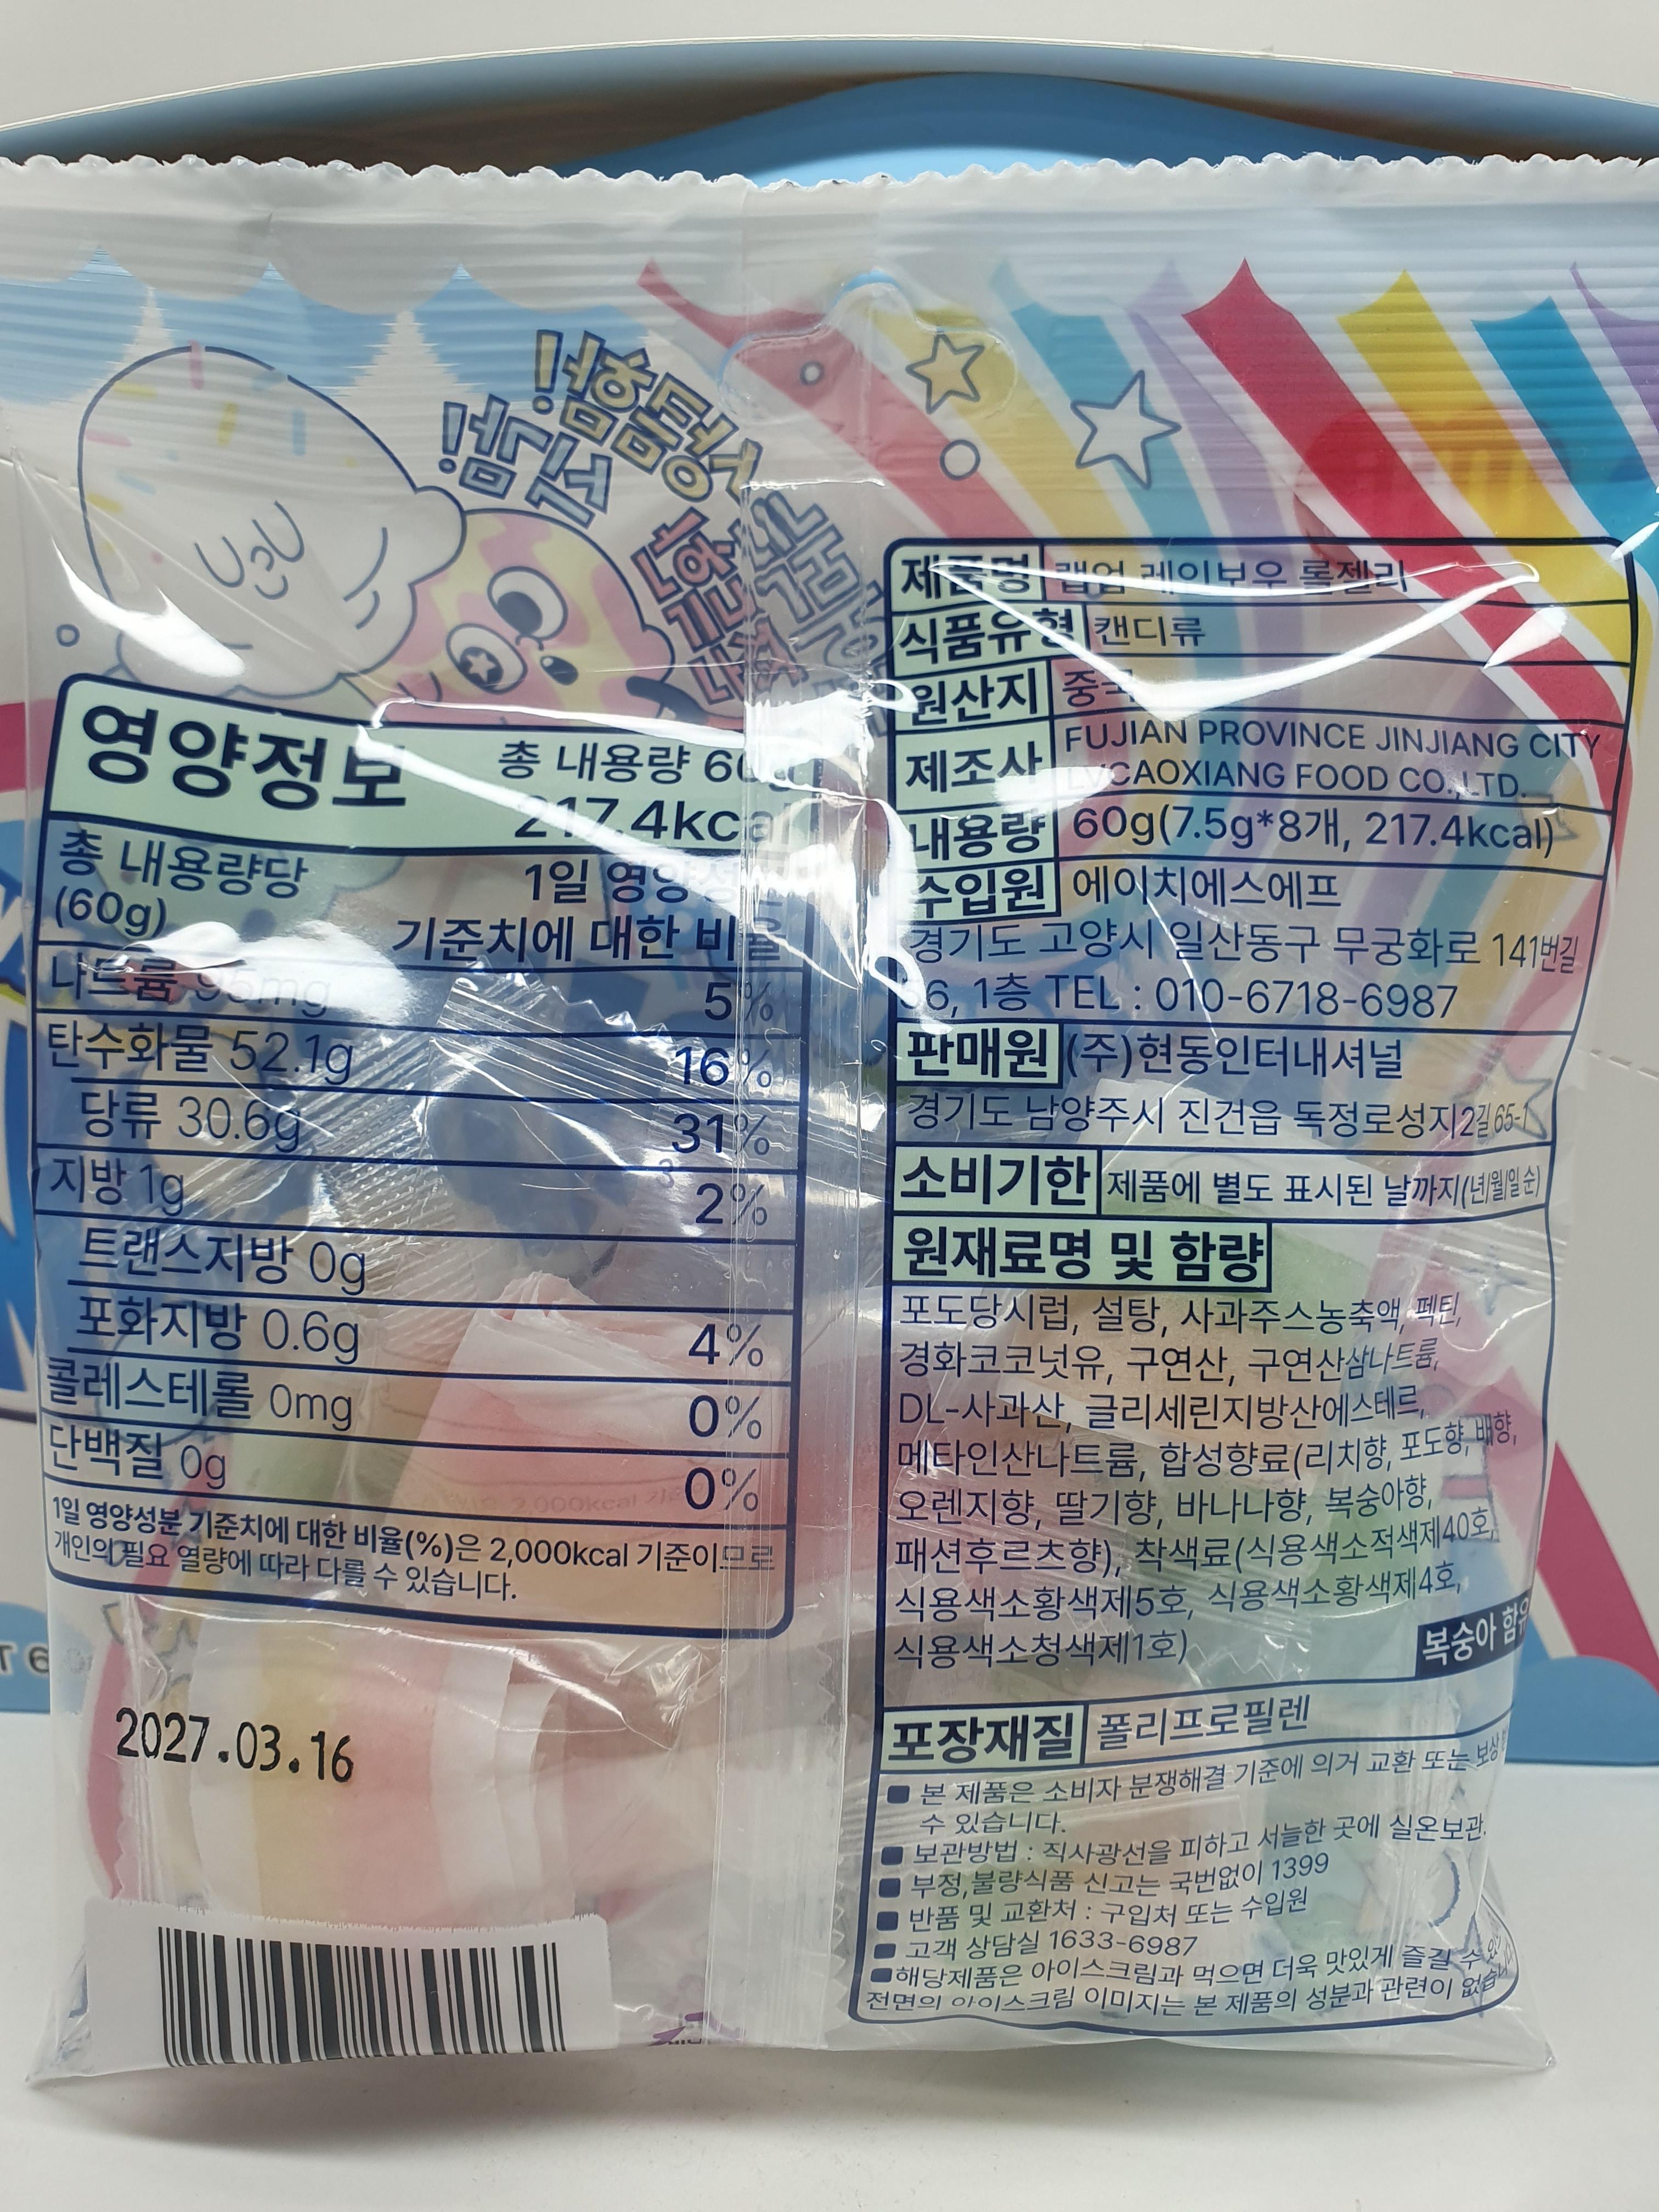 영양정보
총 내용량 60g
217.4kcal
총 내용량당
(60g)
1일 영양성분
기준치에 대한 비율
나트륨 95mg 5%
탄수화물 52.1g 16%
당류 30.6g 31%
지방 1g 2%
트랜스지방 0g
포화지방 0.6g 4%
콜레스테롤 0mg 0%
단백질 0g 0%
1일 영양성분 기준치에 대한 비율(%)은 2,000kcal 기준이므로
개인의 필요 열량에 따라 다를 수 있습니다.
2027.03.16
제품명 랩업 레인보우 롤젤리
식품유형 캔디류
원산지 중국
제조사 FUJIAN PROVINCE JINJIANG CITY
LVCAOXIANG FOOD CO.,LTD.
내용량 60g(7.5g*8개, 217.4kcal)
수입원 에이치에스에프
경기도 고양시 일산동구 무궁화로 141번길
1층 TEL : 010-6718-6987
판매원 (주)현동인터내셔널
경기도 남양주시 진건읍 독정로성지2길 65-1
소비기한 제품에 별도 표시된 날까지(년/월/일 순)
원재료명 및 함량
포도당시럽, 설탕, 사과주스농축액, 펙틴,
경화코코넛유, 구연산, 구연산삼나트륨,
DL-사과산, 글리세린지방산에스테르,
메타인산나트륨, 합성향료(리치향, 포도향, 배향,
오렌지향, 딸기향, 바나나향, 복숭아향,
패션후르츠향), 착색료(식용색소적색제40호,
식용색소황색제5호, 식용색소황색제4호,
식용색소청색제1호)
복숭아 함유
포장재질 폴리프로필렌
■ 본 제품은 소비자 분쟁해결 기준에 의거 교환 또는 보상
수 있습니다.
■ 보관방법 : 직사광선을 피하고 서늘한 곳에 실온보관.
■ 부정,불량식품 신고는 국번없이 1399
■ 반품 및 교환처 : 구입처 또는 수입원
■ 고객 상담실 1633-6987
■해당제품은 아이스크림과 먹으면 더욱 맛있게 즐길 수
전면의 아이스크림 이미지는 본 제품의 성분과 관련이 없습니다